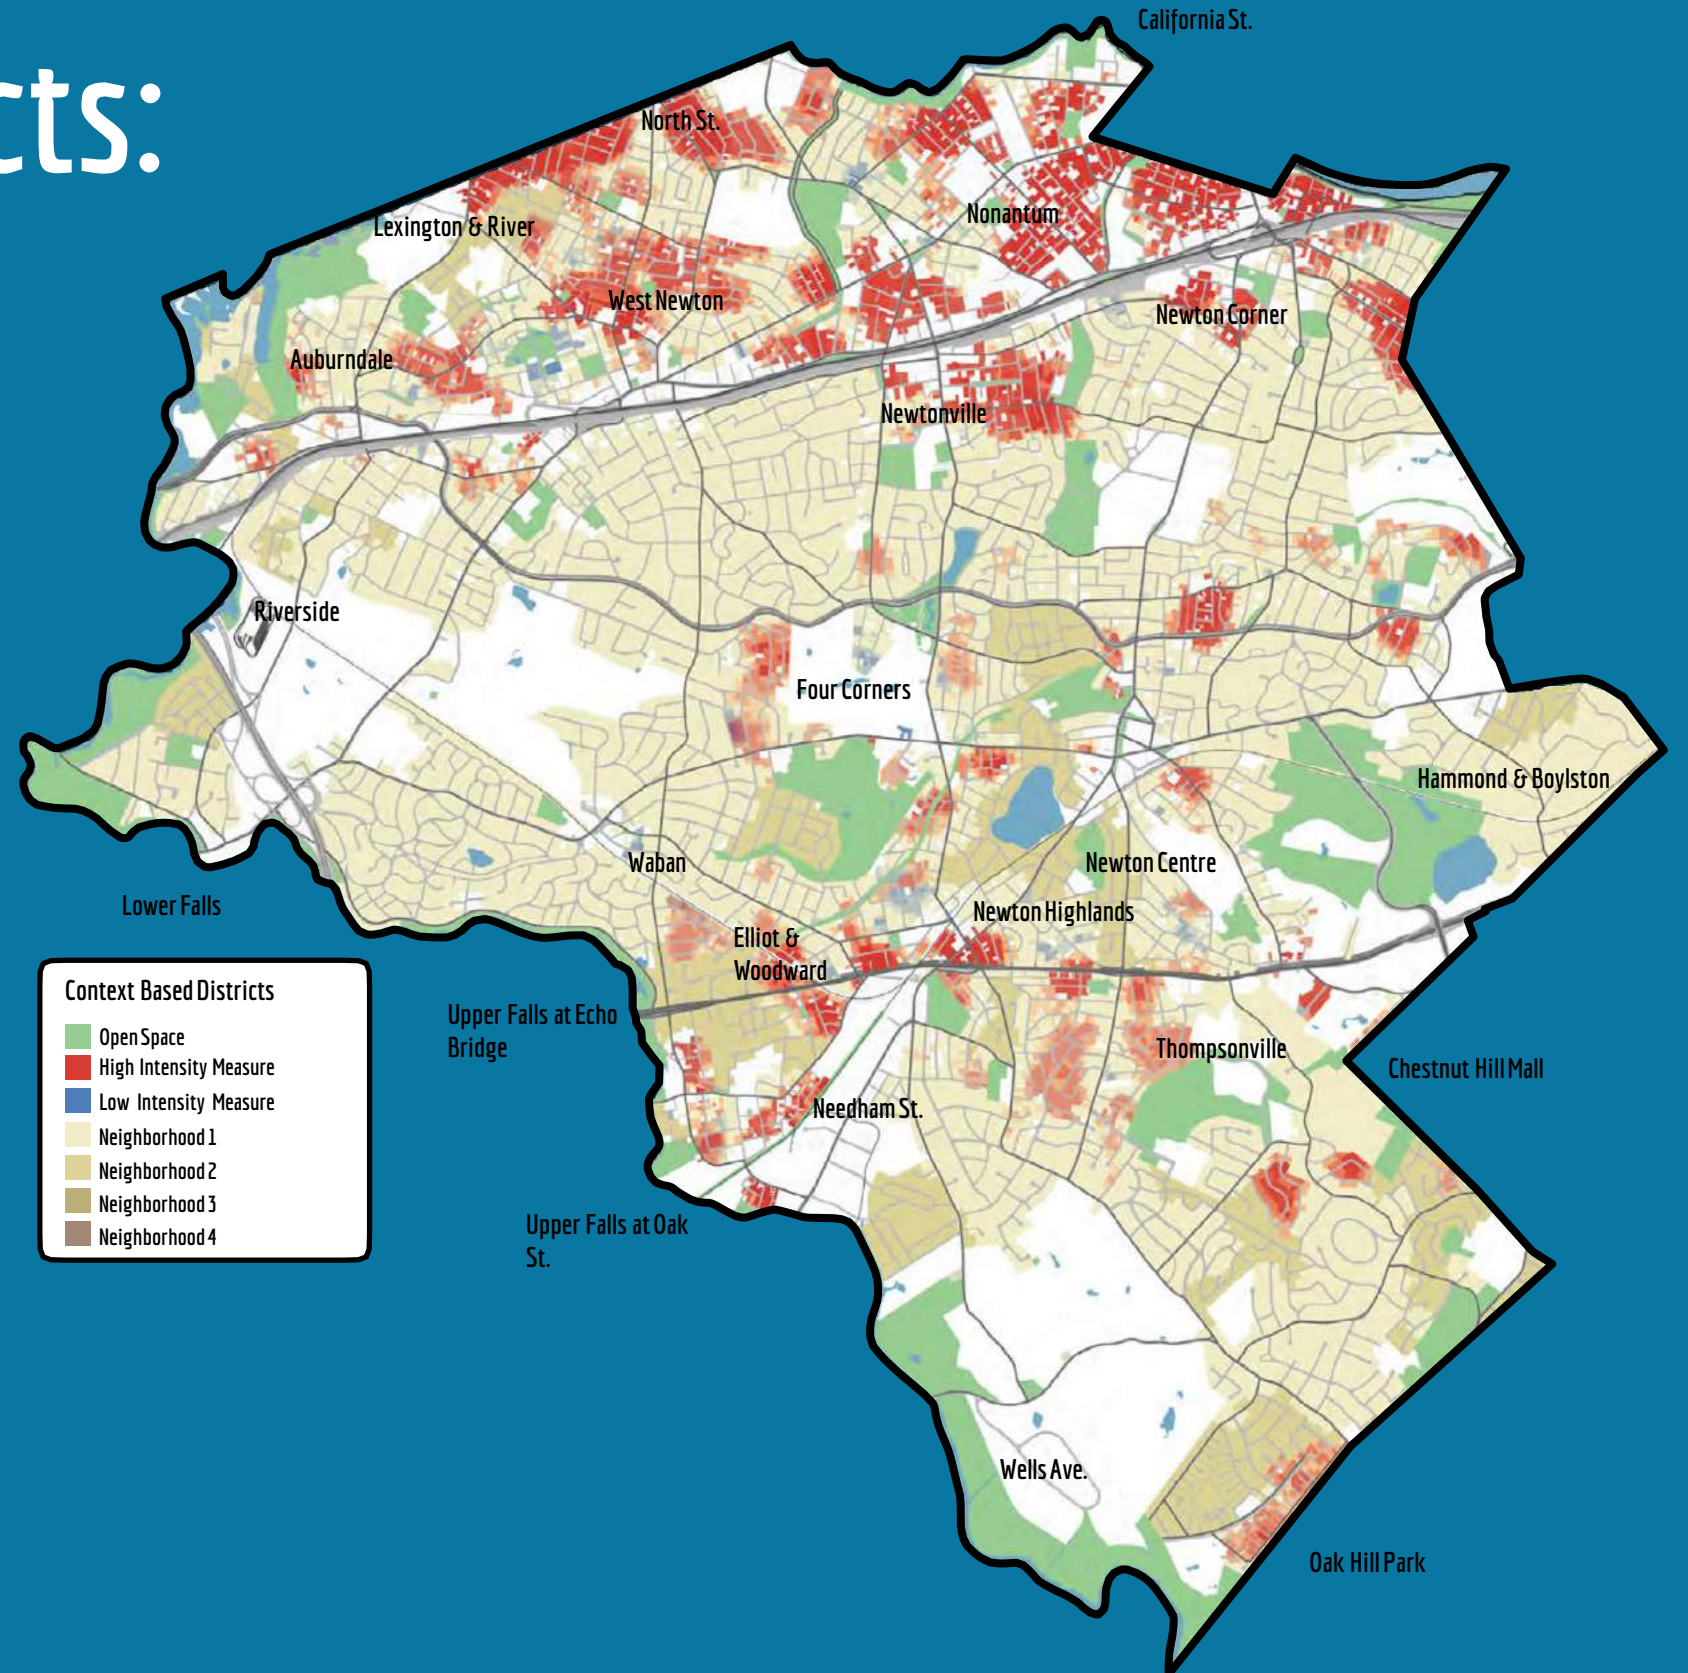 cts:
California St.
North St.
Lexington & River
Nonantum
West Newton
Newton Corner
Auburndale
Newtonville
Riverside
Four Corners
Hammond & Boylston
Waban
Newton Centre
Lower Falls
Newton Highlands
Elliot &
Woodward
Upper Falls at Echo
Bridge
Thompsonville
Chestnut Hill Mall
Needham St.
Upper Falls at Oak
St.
Wells Ave.
Oak Hill Park
Context Based Districts
Open Space
High Intensity Measure
Low Intensity Measure
Neighborhood 1
Neighborhood 2
Neighborhood 3
Neighborhood 4